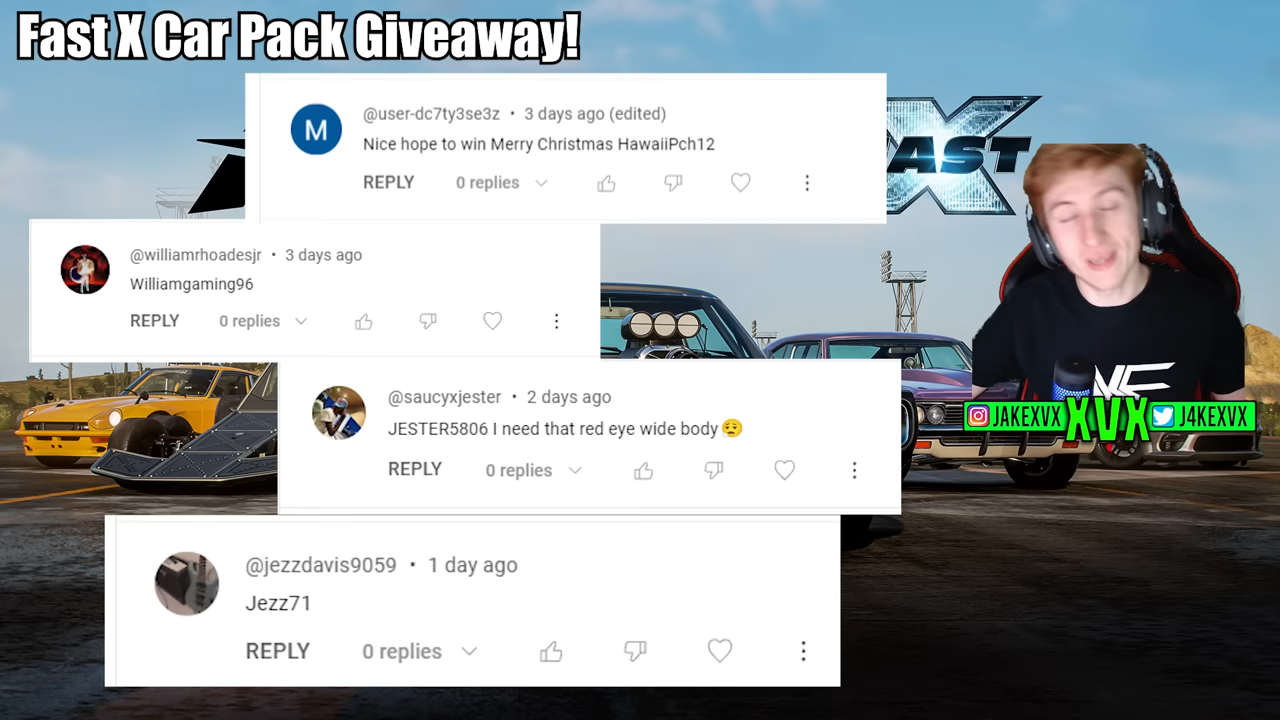 Fast X Car Pack Giveaway!
M
@user-dc7ty3se3z • 3 days ago (edited)
Nice hope to win Merry Christmas HawaiiPch12
REPLY 0 replies
X
AST
@williamrhoadesjr • 3 days ago
Williamgaming96
REPLY 0 replies
@saucyxjester • 2 days ago
JESTER5806 I need that red eye wide body😮‍💨
REPLY 0 replies
JAKEXVX XVX J4KEXVX
@jezzdavis9059 • 1 day ago
Jezz71
REPLY 0 replies